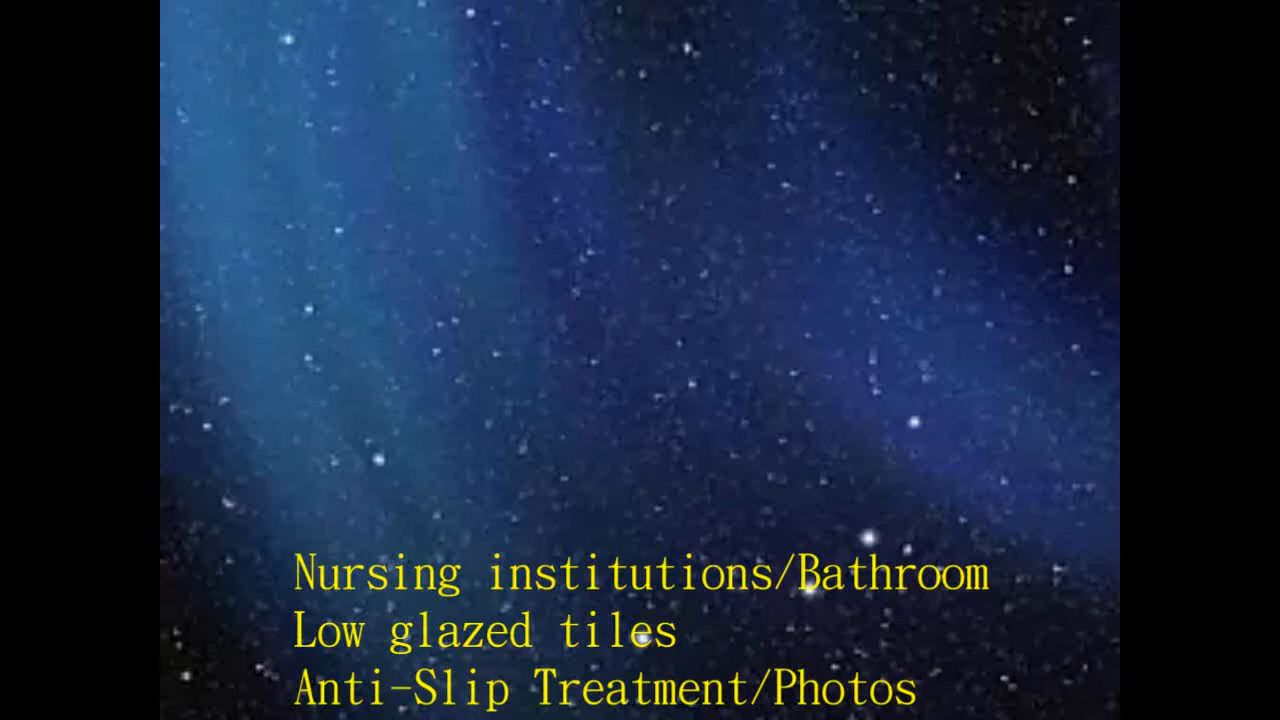 Nursing institutions/Bathroom
Low glazed tiles
Anti-Slip Treatment/Photos